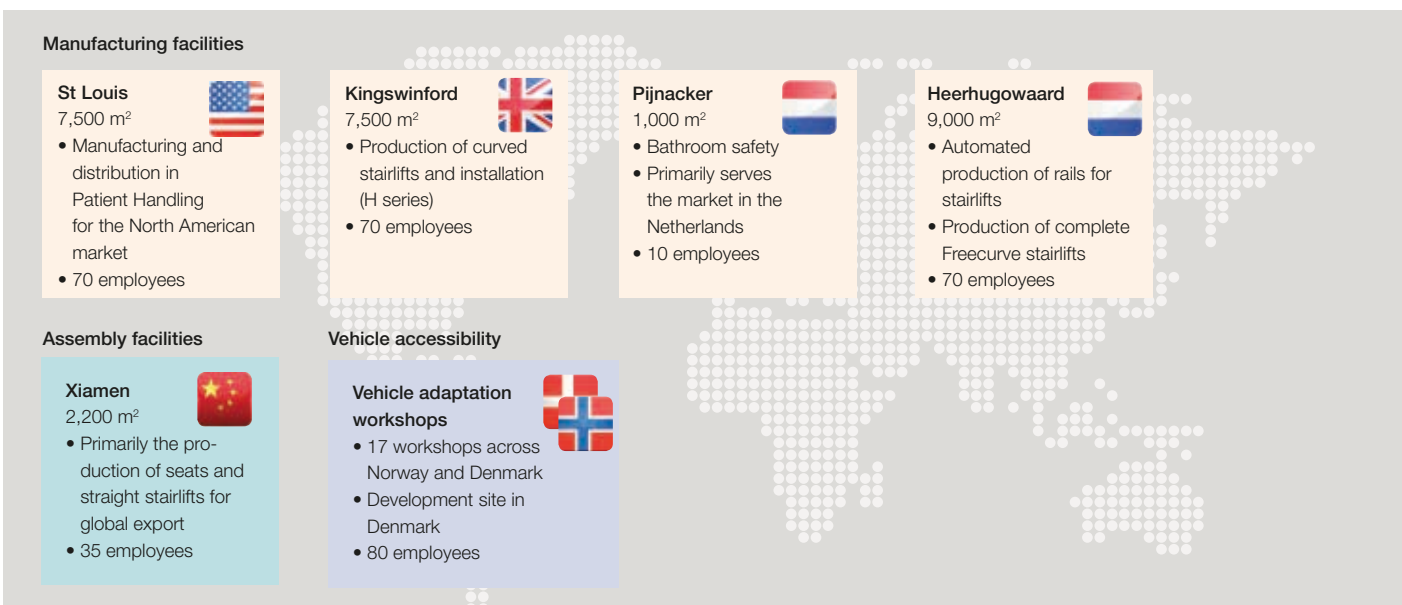 Manufacturing facilities
St Louis
7,500 m²
• Manufacturing and
distribution in
Patient Handling
for the North American
market
• 70 employees
Kingswinford
7,500 m²
• Production of curved
stairlifts and installation
(H series)
• 70 employees
Pijnacker
1,000 m²
• Bathroom safety
• Primarily serves
the market in the
Netherlands
• 10 employees
Heerhugowaard
9,000 m²
• Automated
production of rails for
stairlifts
• Production of complete
Freecurve stairlifts
• 70 employees
Assembly facilities
Xiamen
2,200 m²
• Primarily the pro-
duction of seats and
straight stairlifts for
global export
• 35 employees
Vehicle accessibility
Vehicle adaptation
workshops
• 17 workshops across
Norway and Denmark
• Development site in
Denmark
• 80 employees